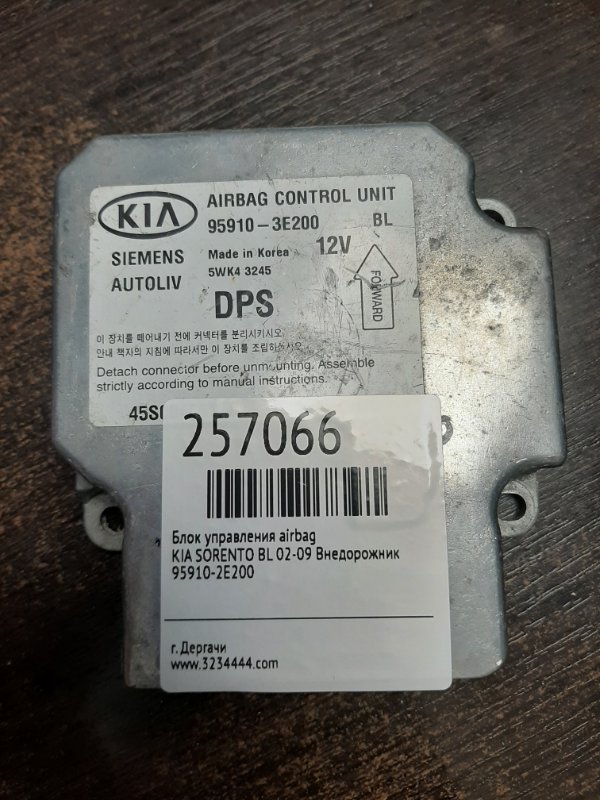 KIA
AIRBAG CONTROL UNIT
95910-3E200 BL
SIEMENS
AUTOLIV
Made in Korea
5WK4 3245
12V
FORWARD
DPS
이 장치를 떼어내기 전에 커넥터를 분리시키시오
안내 책자의 지침에 따라서만 이 장치를 조립하시오
Detach connector before unmounting. Assemble
strictly according to manual instructions.
257066
Блок управления airbag
KIA SORENTO BL 02-09 Внедорожник
95910-2E200
г. Дергачи
www.3234444.com